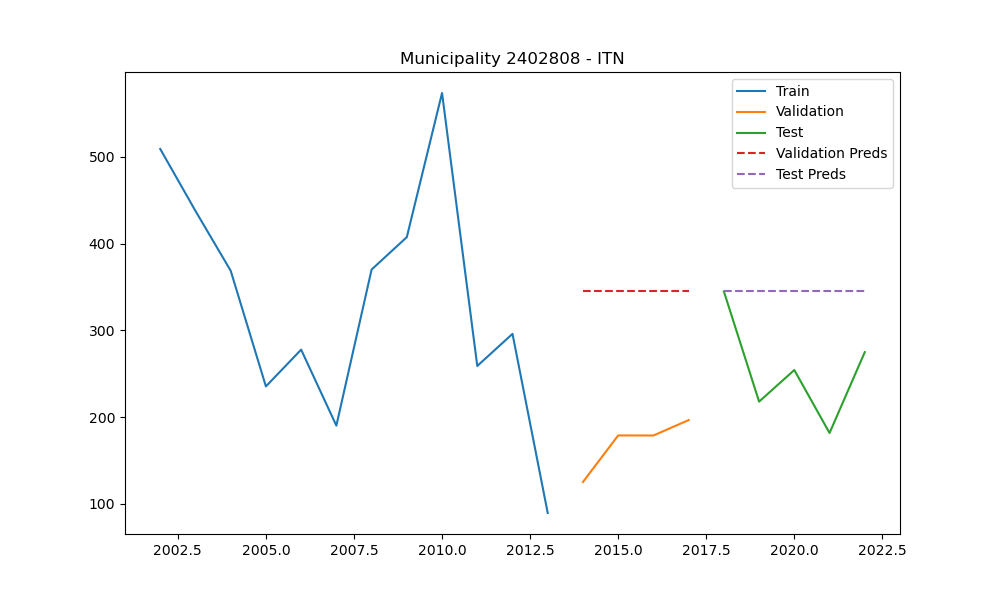 Municipality 2402808 - ITN
Train
Validation
Test
Validation Preds
Test Preds
500
400
300
200
100
2002.5 2005.0 2007.5 2010.0 2012.5 2015.0 2017.5 2020.0 2022.5